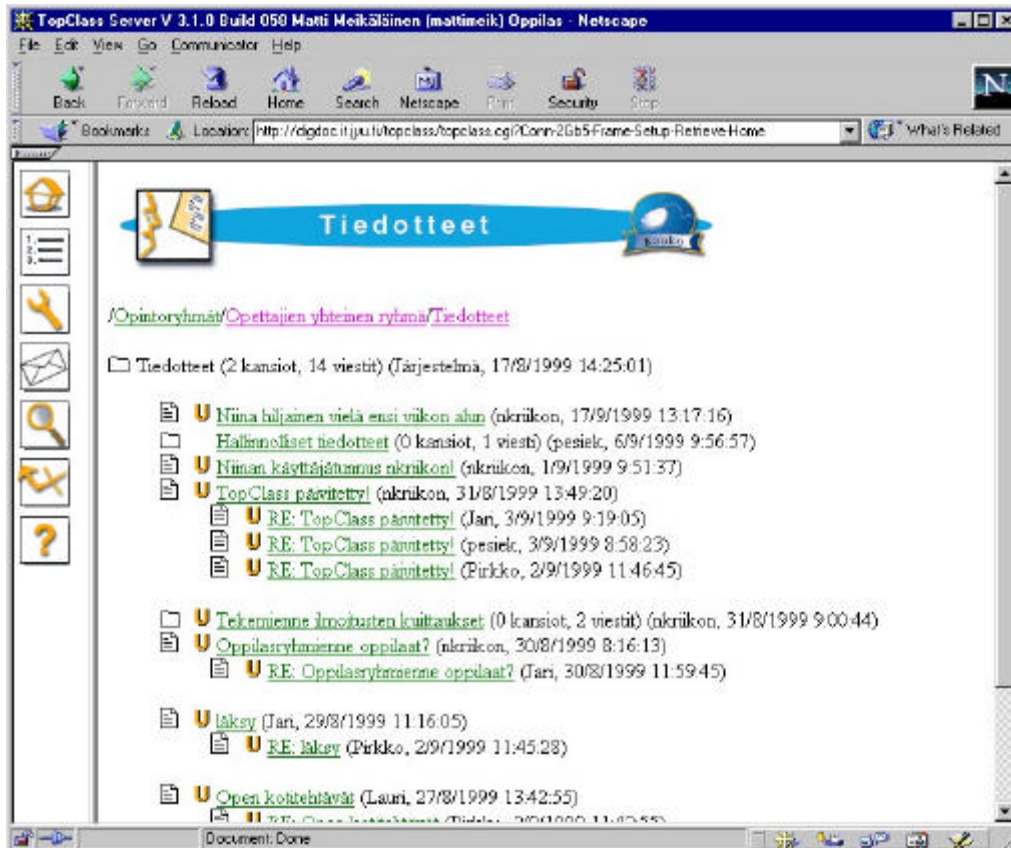 TopClass Server V 3.1.0 Build 059 Matti Meikäläinen (mattimeik) Oppilas - Netscape
File Edit View Go Communicator Help
Back Forward Reload Home Search Netscape Print Security Stop
N
Bookmarks Location: http://digdoc.it.jyu.fi/topclass/topclass.cgi?Conn-2Gb5-Frame-Setup-Retrieve-Home What's Related
Tiedotteet
/Opintoryhmät/Opettajien yhteinen ryhmä/Tiedotteet
Tiedotteet (2 kansiot, 14 viestit) (Järjestelmä, 17/8/1999 14:25:01)
U Niina hiljainen vielä ensi viikon alun (nkriikon, 17/9/1999 13:17:16)
Hallinnolliset tiedotteet (0 kansiot, 1 viesti) (pesiek, 6/9/1999 9:56:57)
U Niinan käyttäjätunnus nkriikon! (nkriikon, 1/9/1999 9:51:37)
U TopClass päivitetty! (nkriikon, 31/8/1999 13:49:20)
U RE: TopClass päivitetty! (Jari, 3/9/1999 9:19:05)
U RE: TopClass päivitetty! (pesiek, 3/9/1999 8:58:23)
U RE: TopClass päivitetty! (Pirkko, 2/9/1999 11:46:45)
U Tekemienne ilmoitusten kuittaukset (0 kansiot, 2 viestit) (nkriikon, 31/8/1999 9:00:44)
U Oppilasryhmienne oppilaat? (nkriikon, 30/8/1999 8:16:13)
U RE: Oppilasryhmienne oppilaat? (Jari, 30/8/1999 11:59:45)
U läksy (Jari, 29/8/1999 11:16:05)
U RE: läksy (Pirkko, 2/9/1999 11:45:28)
U Open kotitehtävät (Lauri, 27/8/1999 13:42:55)
U RE: Open kotitehtävät (Pirkko,
Document: Done